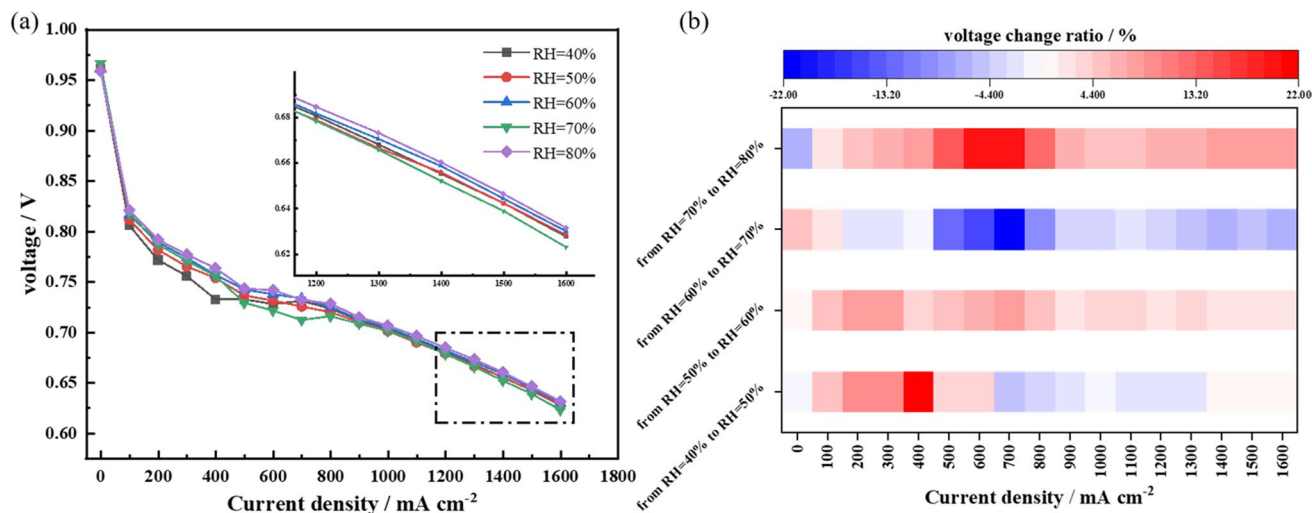 (a)
1.00
0.95
0.90
0.85
0.80
0.75
0.70
0.65
0.60
voltage / V
0 200 400 600 800 1000 1200 1400 1600 1800
Current density / mA cm⁻²
RH=40%
RH=50%
RH=60%
RH=70%
RH=80%
0.68
0.66
0.64
0.62
1200 1300 1400 1500 1600
(b)
voltage change ratio / %
-22.00 -13.20 -4.400 4.400 13.20 22.00
from RH=70% to RH=80%
from RH=60% to RH=70%
from RH=50% to RH=60%
from RH=40% to RH=50%
0 100 200 300 400 500 600 700 800 900 1000 1100 1200 1300 1400 1500 1600
Current density / mA cm⁻²